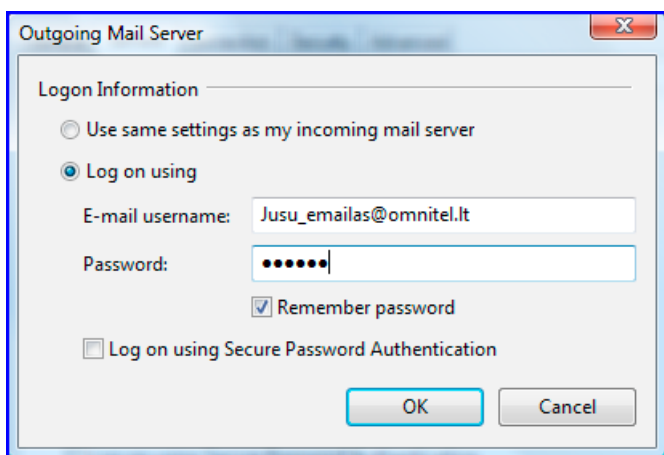 Outgoing Mail Server
Logon Information
Use same settings as my incoming mail server
Log on using
E-mail username: Jusu_emailas@omnitel.lt
Password: ●●●●●●
Remember password
Log on using Secure Password Authentication
OK Cancel